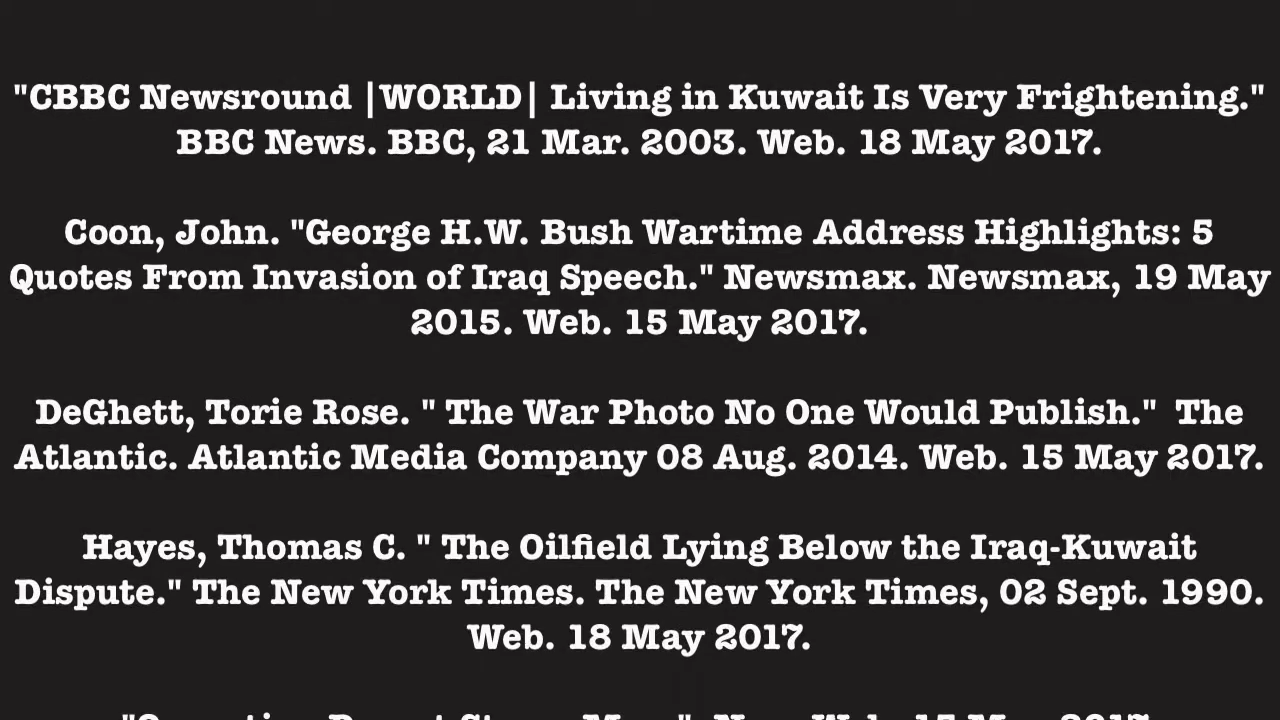 "CBBC Newsround |WORLD| Living in Kuwait Is Very Frightening."
BBC News. BBC, 21 Mar. 2003. Web. 18 May 2017.
Coon, John. "George H.W. Bush Wartime Address Highlights: 5
Quotes From Invasion of Iraq Speech." Newsmax. Newsmax, 19 May
2015. Web. 15 May 2017.
DeGhett, Torie Rose. " The War Photo No One Would Publish." The
Atlantic. Atlantic Media Company 08 Aug. 2014. Web. 15 May 2017.
Hayes, Thomas C. " The Oilfield Lying Below the Iraq-Kuwait
Dispute." The New York Times. The New York Times, 02 Sept. 1990.
Web. 18 May 2017.